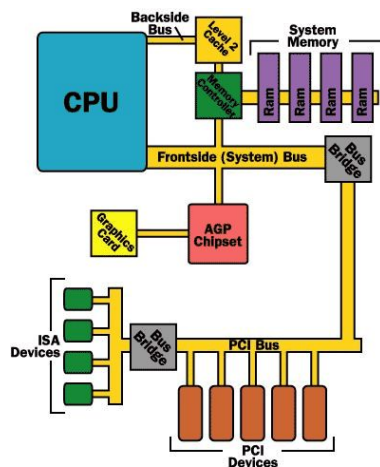 Backside
Bus
Level 2
Cache
System
Memory
CPU
Memory
Controller
Ram
Ram
Ram
Ram
Frontside (System) Bus
Bus
Bridge
Graphics
Card
AGP
Chipset
ISA
Devices
Bus
Bridge
PCI Bus
PCI
Devices